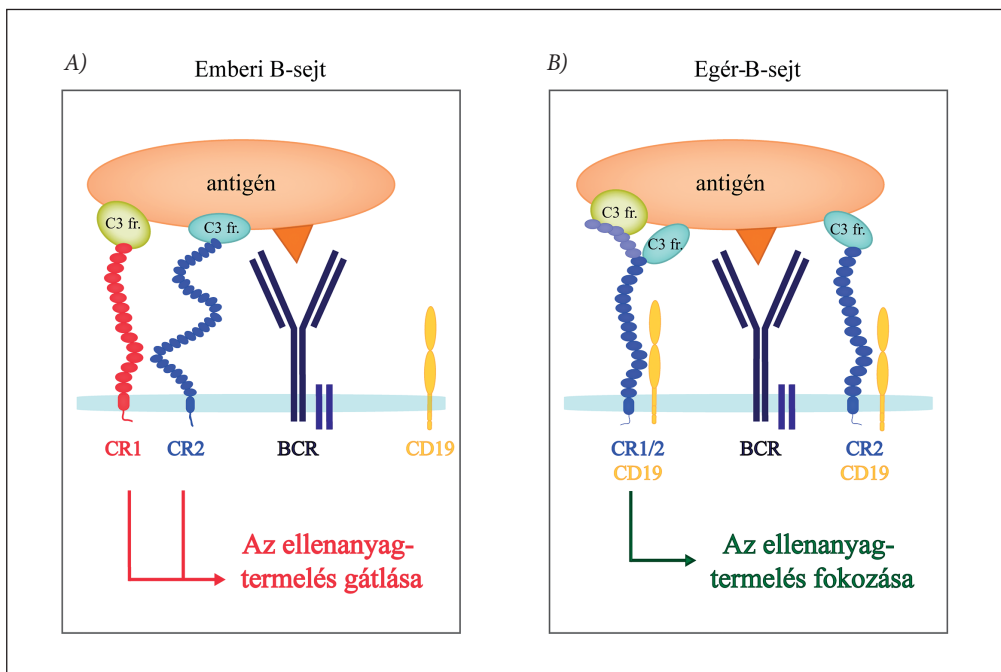 A)
Emberi B-sejt
antigén
C3 fr.
C3 fr.
CR1
CR2
BCR
CD19
Az ellenanyag-
termelés gátlása
B)
Egér-B-sejt
antigén
C3 fr.
C3 fr.
C3 fr.
CR1/2
CD19
BCR
CR2
CD19
Az ellenanyag-
termelés fokozása